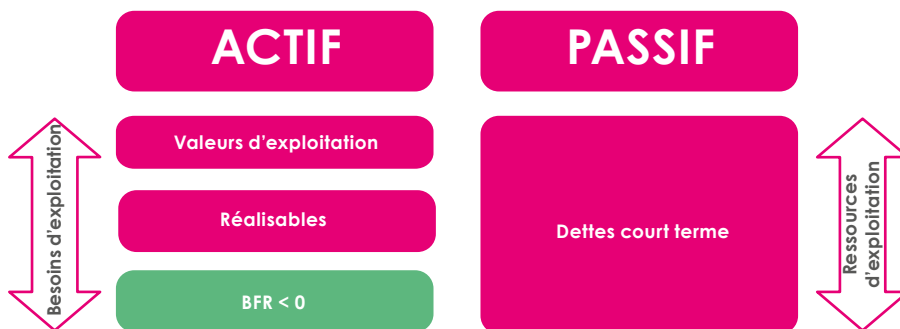 ACTIF
PASSIF
Besoins d'exploitation
Valeurs d'exploitation
Réalisables
BFR < 0
Dettes court terme
Ressources
d'exploitation